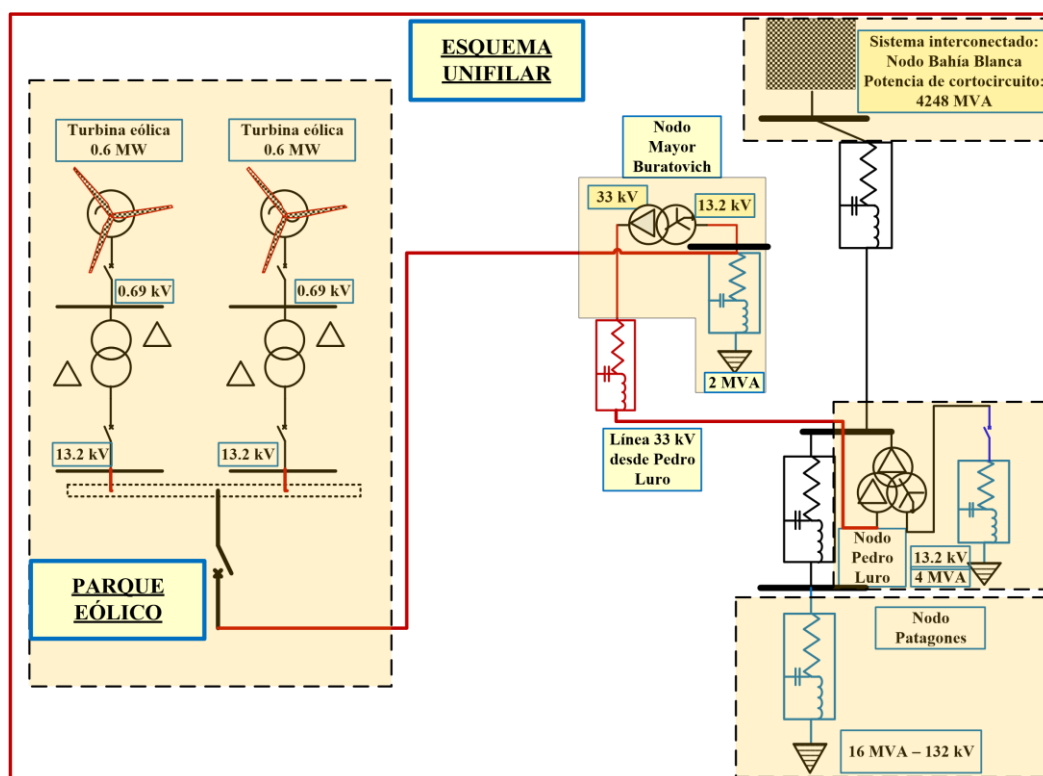 ESQUEMA
UNIFILAR
Sistema interconectado:
Nodo Bahía Blanca
Potencia de cortocircuito:
4248 MVA
Turbina eólica
0.6 MW
Turbina eólica
0.6 MW
Nodo
Mayor
Buratovich
33 kV
13.2 kV
0.69 kV
0.69 kV
2 MVA
13.2 kV
13.2 kV
Línea 33 kV
desde Pedro
Luro
Nodo
Pedro
Luro
13.2 kV
4 MVA
PARQUE
EÓLICO
Nodo
Patagones
16 MVA – 132 kV